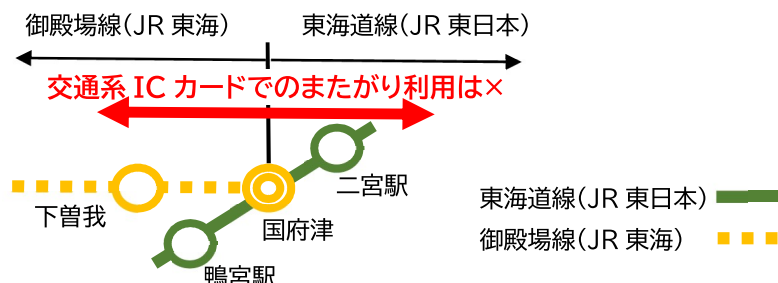 御殿場線（JR 東海）
東海道線（JR 東日本）
交通系 IC カードでのまたがり利用は×
二宮駅
下曽我
国府津
鴨宮駅
東海道線（JR 東日本）
御殿場線（JR 東海）